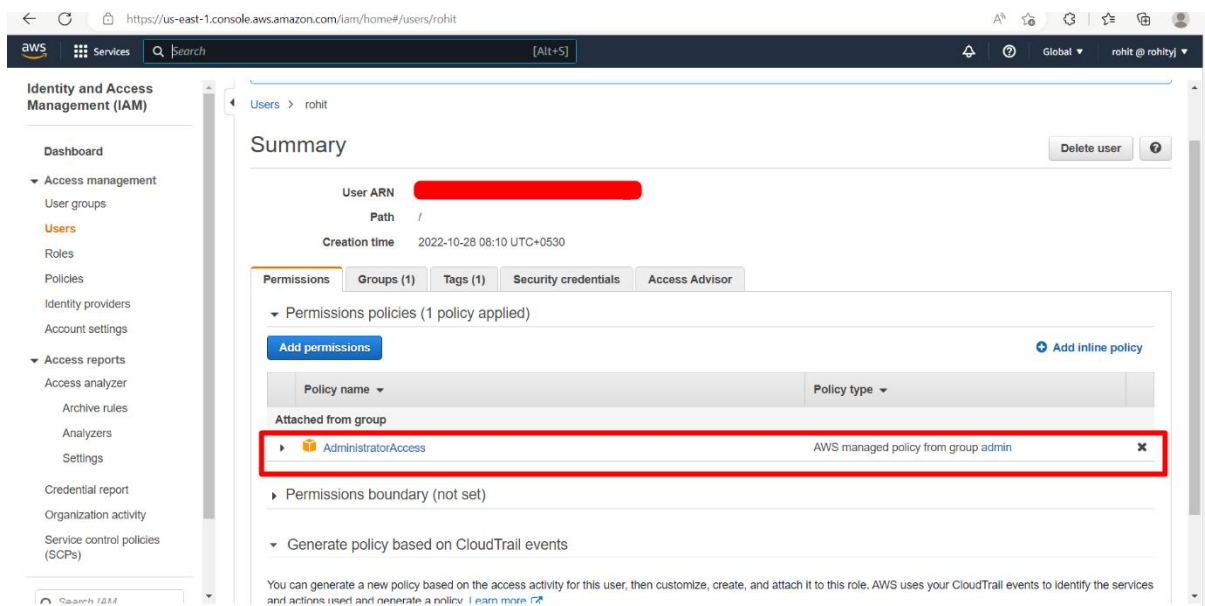 https://us-east-1.console.aws.amazon.com/iam/home#/users/rohit
aws Services Search [Alt+S] Global rohit @ rohityj
Identity and Access
Management (IAM)
Dashboard
Access management
User groups
Users
Roles
Policies
Identity providers
Account settings
Access reports
Access analyzer
Archive rules
Analyzers
Settings
Credential report
Organization activity
Service control policies
(SCPs)
Search IAM
Users > rohit
Summary
Delete user
User ARN
Path /
Creation time 2022-10-28 08:10 UTC+0530
Permissions Groups (1) Tags (1) Security credentials Access Advisor
Permissions policies (1 policy applied)
Add permissions
Add inline policy
Policy name Policy type
Attached from group
AdministratorAccess AWS managed policy from group admin
Permissions boundary (not set)
Generate policy based on CloudTrail events
You can generate a new policy based on the access activity for this user, then customize, create, and attach it to this role. AWS uses your CloudTrail events to identify the services
and actions used and generate a policy. Learn more